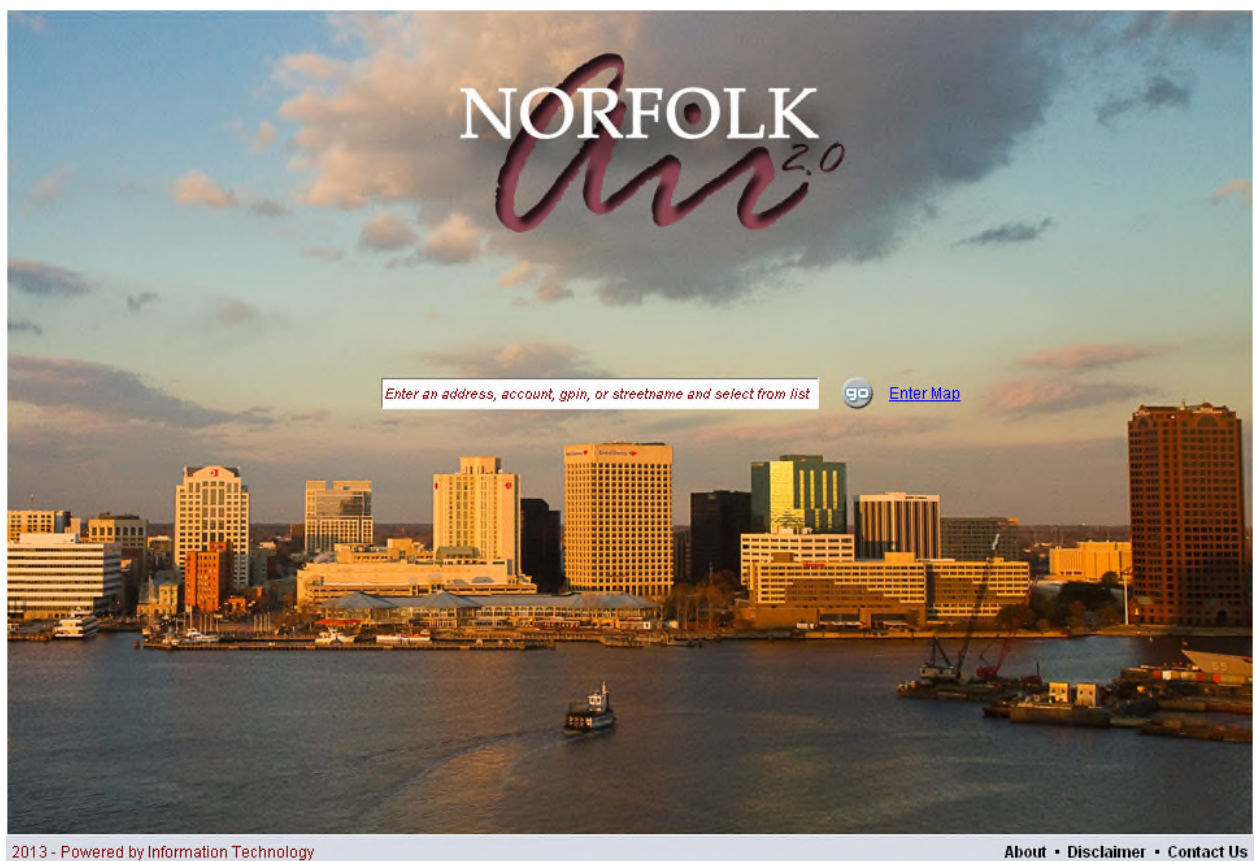 NORFOLK
Air 2.0
Enter an address, account, gpin, or streetname and select from list go Enter Map
55
2013 - Powered by Information Technology About • Disclaimer • Contact Us